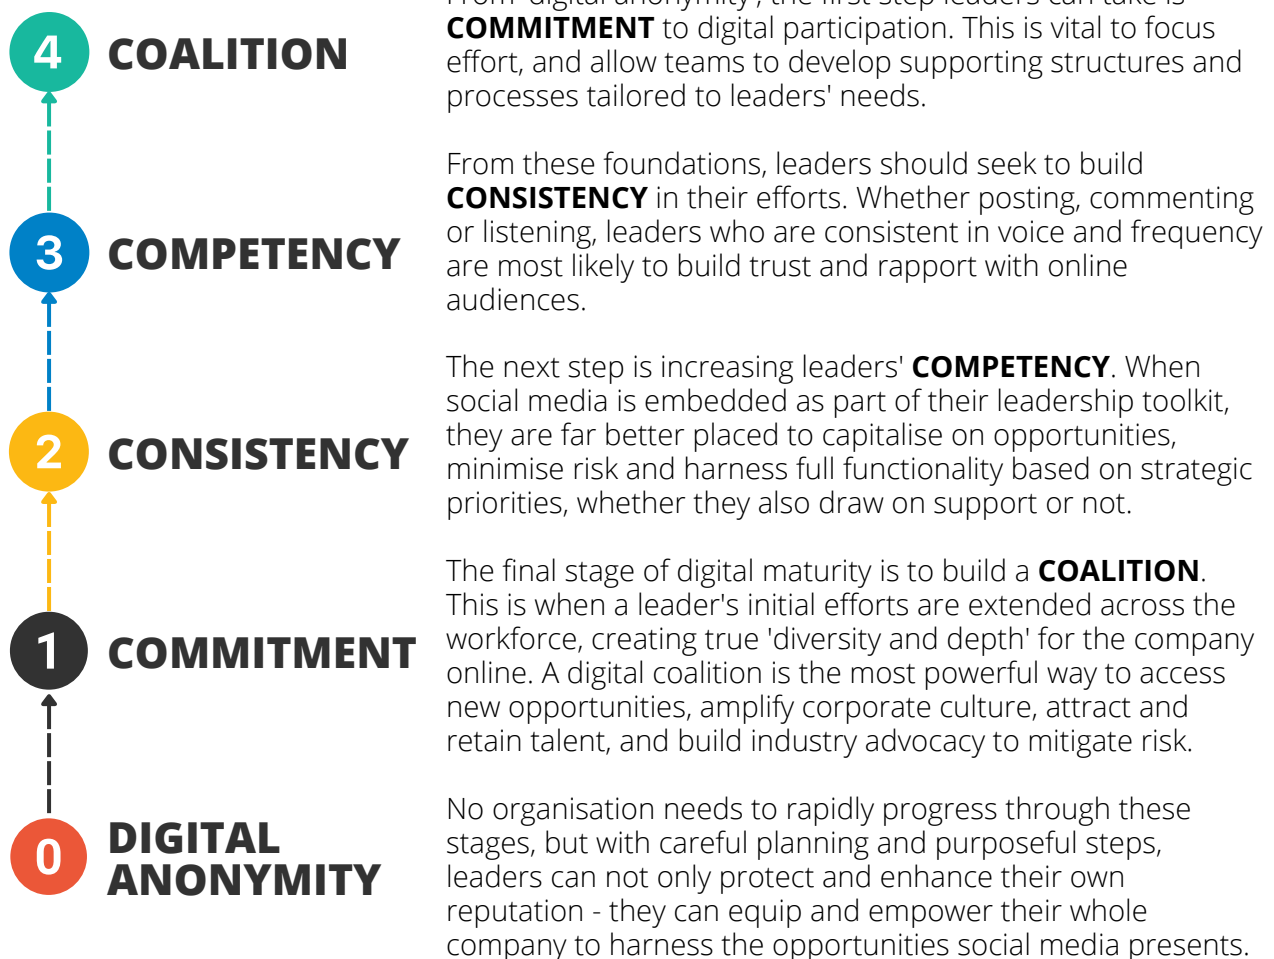 4
COALITION
3
COMPETENCY
2
CONSISTENCY
1
COMMITMENT
0
DIGITAL
ANONYMITY
From 'digital anonymity', the first step leaders can take is
COMMITMENT to digital participation. This is vital to focus
effort, and allow teams to develop supporting structures and
processes tailored to leaders' needs.
From these foundations, leaders should seek to build
CONSISTENCY in their efforts. Whether posting, commenting
or listening, leaders who are consistent in voice and frequency
are most likely to build trust and rapport with online
audiences.
The next step is increasing leaders' COMPETENCY. When
social media is embedded as part of their leadership toolkit,
they are far better placed to capitalise on opportunities,
minimise risk and harness full functionality based on strategic
priorities, whether they also draw on support or not.
The final stage of digital maturity is to build a COALITION.
This is when a leader's initial efforts are extended across the
workforce, creating true 'diversity and depth' for the company
online. A digital coalition is the most powerful way to access
new opportunities, amplify corporate culture, attract and
retain talent, and build industry advocacy to mitigate risk.
No organisation needs to rapidly progress through these
stages, but with careful planning and purposeful steps,
leaders can not only protect and enhance their own
reputation - they can equip and empower their whole
company to harness the opportunities social media presents.